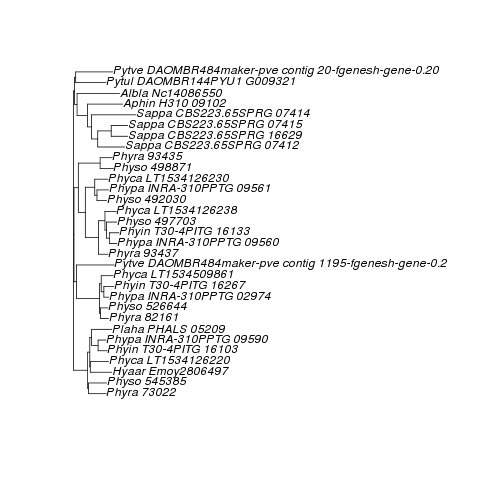 Pytve DAOMBR484maker-pve contig 20-fgenesh-gene-0.20
Pytul DAOMBR144PYU1 G009321
Albla Nc14086550
Aphin H310 09102
Sappa CBS223.65SPRG 07414
Sappa CBS223.65SPRG 07415
Sappa CBS223.65SPRG 16629
Sappa CBS223.65SPRG 07412
Phyra 93435
Physo 498871
Phyca LT1534126230
Phypa INRA-310PPTG 09561
Physo 492030
Phyca LT1534126238
Physo 497703
Phyin T30-4PITG 16133
Phypa INRA-310PPTG 09560
Phyra 93437
Pytve DAOMBR484maker-pve contig 1195-fgenesh-gene-0.2
Phyca LT1534509861
Phyin T30-4PITG 16267
Phypa INRA-310PPTG 02974
Physo 526644
Phyra 82161
Plaha PHALS 05209
Phypa INRA-310PPTG 09590
Phyin T30-4PITG 16103
Phyca LT1534126220
Hyaar Emoy2806497
Physo 545385
Phyra 73022